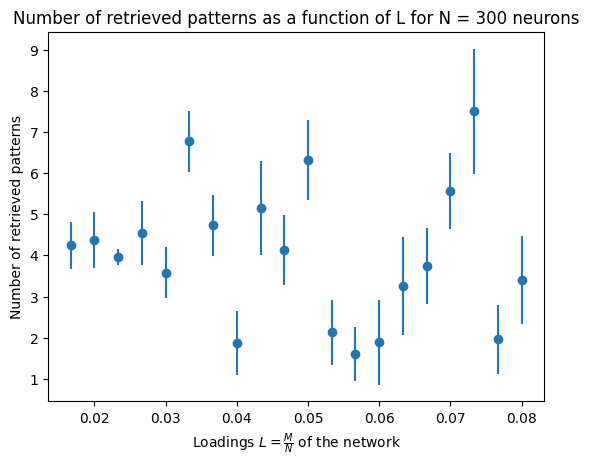 Number of retrieved patterns as a function of L for N = 300 neurons
Number of retrieved patterns
9
8
7
6
5
4
3
2
1
0.02 0.03 0.04 0.05 0.06 0.07 0.08
Loadings $L = \frac{M}{N}$ of the network